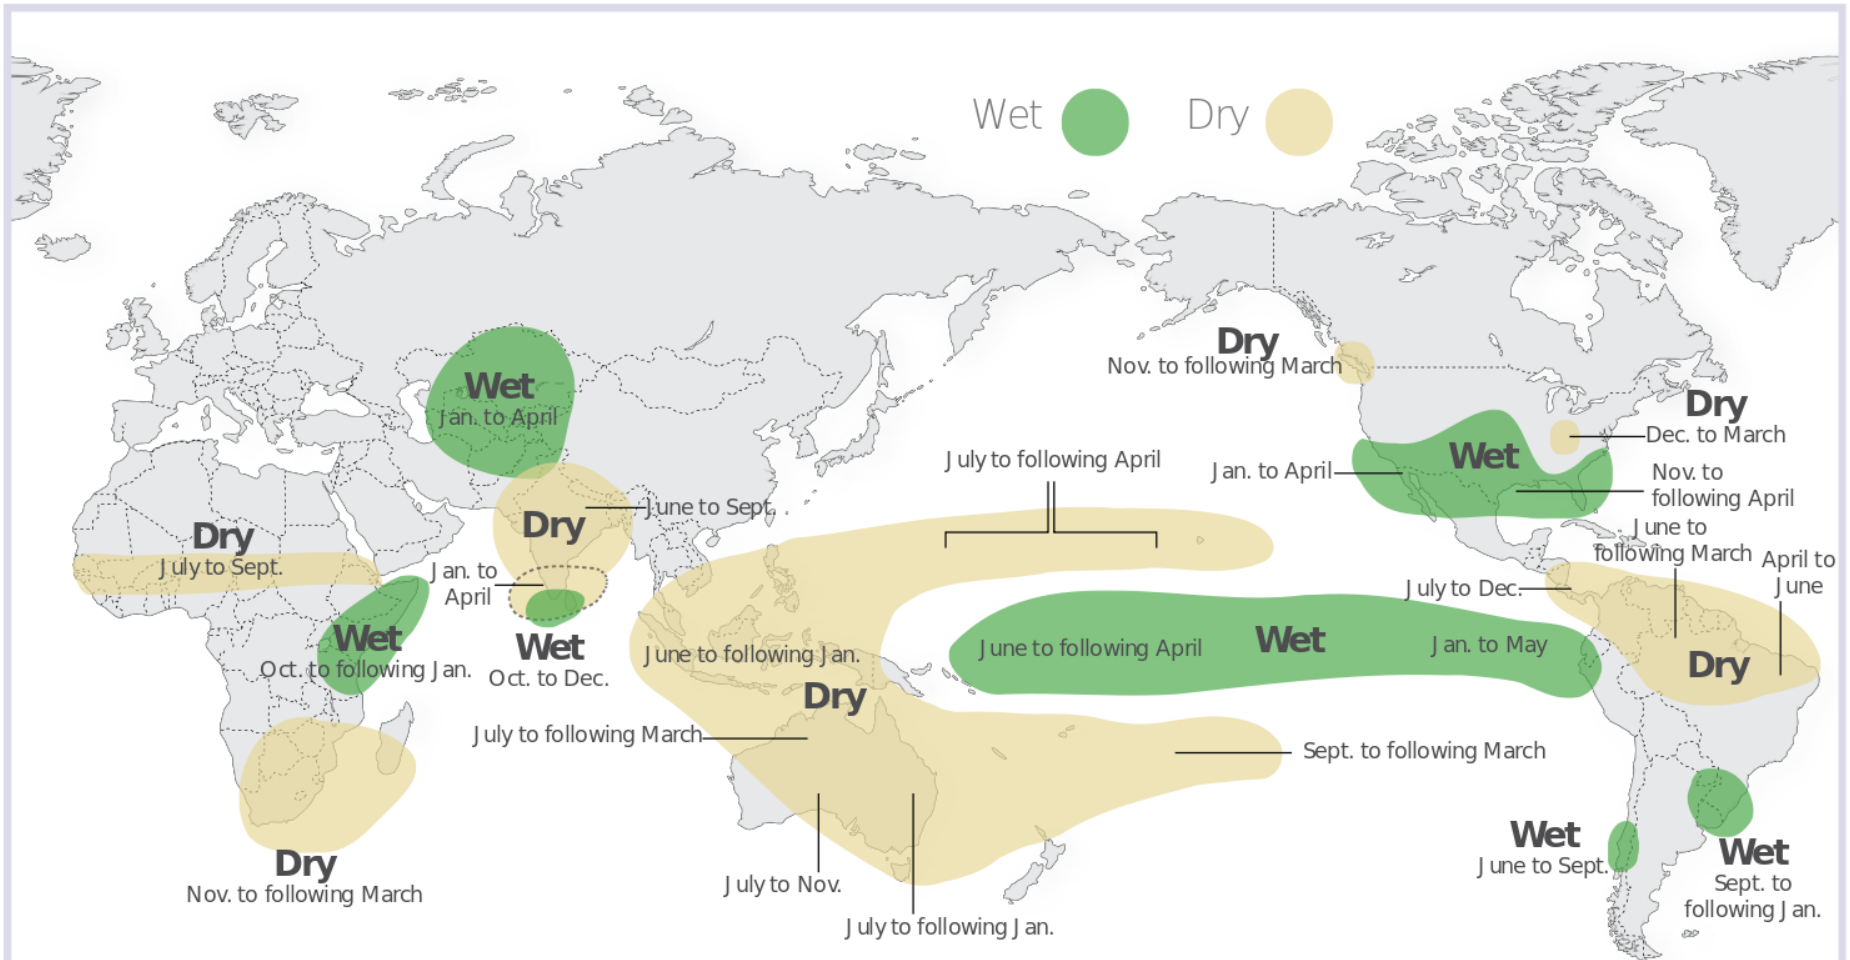 Wet
Dry
Dry
Nov. to following March
Wet
Jan. to April
Dry
Dec. to March
Wet
July to following April
Jan. to April
Nov. to
following April
Dry
June to Sept.
Dry
July to Sept.
June to
following March
April to
June
Jan. to
April
July to Dec.
Wet
Oct. to following Jan.
Wet
Oct. to Dec.
June to following Jan.
Dry
June to following April
Wet
Jan. to May
Dry
July to following March
Sept. to following March
Dry
Nov. to following March
July to Nov.
July to following Jan.
Wet
June to Sept.
Wet
Sept. to
following Jan.